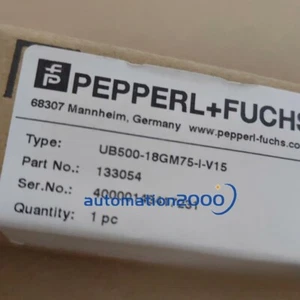 PEPPERL+FUCHS
68307 Mannheim, Germany www.pepperl-fuchs.com
Type: UB500-18GM75-I-V15
Part No.: 133054
Ser.No.:
automation2000
Quantity: 1 pc